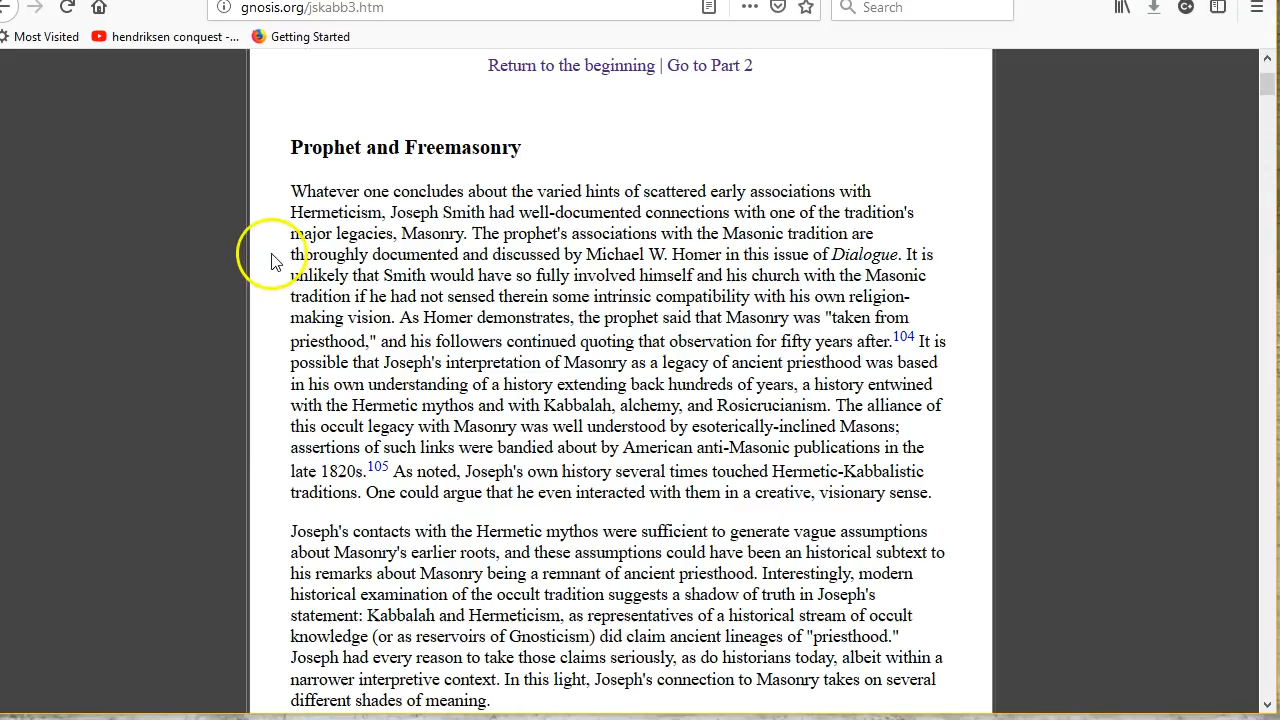 gnosis.org/jskabb3.htm
Search
Most Visited
hendriksen conquest -...
Getting Started
Return to the beginning | Go to Part 2
Prophet and Freemasonry
Whatever one concludes about the varied hints of scattered early associations with
Hermeticism, Joseph Smith had well-documented connections with one of the tradition's
major legacies, Masonry. The prophet's associations with the Masonic tradition are
thoroughly documented and discussed by Michael W. Homer in this issue of Dialogue. It is
unlikely that Smith would have so fully involved himself and his church with the Masonic
tradition if he had not sensed therein some intrinsic compatibility with his own religion-
making vision. As Homer demonstrates, the prophet said that Masonry was "taken from
priesthood," and his followers continued quoting that observation for fifty years after.104 It is
possible that Joseph's interpretation of Masonry as a legacy of ancient priesthood was based
in his own understanding of a history extending back hundreds of years, a history entwined
with the Hermetic mythos and with Kabbalah, alchemy, and Rosicrucianism. The alliance of
this occult legacy with Masonry was well understood by esoterically-inclined Masons;
assertions of such links were bandied about by American anti-Masonic publications in the
late 1820s.105 As noted, Joseph's own history several times touched Hermetic-Kabbalistic
traditions. One could argue that he even interacted with them in a creative, visionary sense.
Joseph's contacts with the Hermetic mythos were sufficient to generate vague assumptions
about Masonry's earlier roots, and these assumptions could have been an historical subtext to
his remarks about Masonry being a remnant of ancient priesthood. Interestingly, modern
historical examination of the occult tradition suggests a shadow of truth in Joseph's
statement: Kabbalah and Hermeticism, as representatives of a historical stream of occult
knowledge (or as reservoirs of Gnosticism) did claim ancient lineages of "priesthood."
Joseph had every reason to take those claims seriously, as do historians today, albeit within a
narrower interpretive context. In this light, Joseph's connection to Masonry takes on several
different shades of meaning.